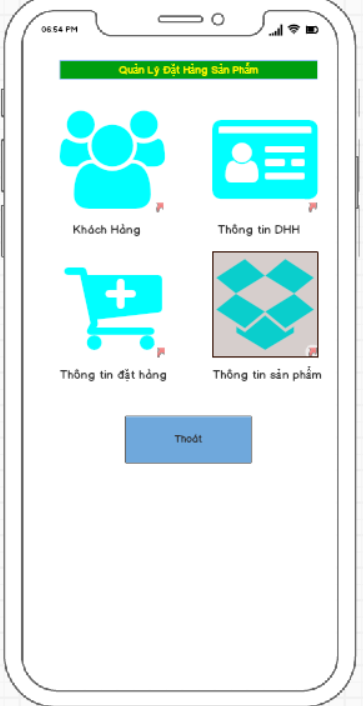 06:54 PM
Quản Lý Đặt Hàng Sản Phẩm
Khách Hàng
Thông tin DHH
Thông tin đặt hàng
Thông tin sản phẩm
Thoát